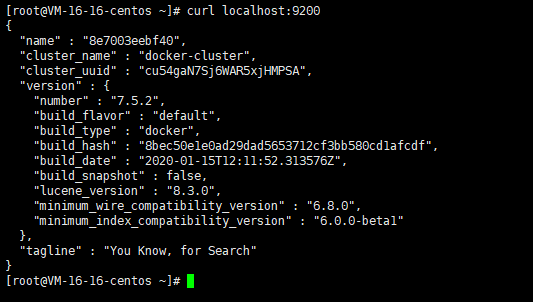 [root@VM-16-16-centos ~]# curl localhost:9200
{
  "name" : "8e7003eebf40",
  "cluster_name" : "docker-cluster",
  "cluster_uuid" : "cu54gaN7Sj6WAR5xjHMPSA",
  "version" : {
    "number" : "7.5.2",
    "build_flavor" : "default",
    "build_type" : "docker",
    "build_hash" : "8bec50e1e0ad29dad5653712cf3bb580cd1afcdf",
    "build_date" : "2020-01-15T12:11:52.313576Z",
    "build_snapshot" : false,
    "lucene_version" : "8.3.0",
    "minimum_wire_compatibility_version" : "6.8.0",
    "minimum_index_compatibility_version" : "6.0.0-beta1"
  },
  "tagline" : "You Know, for Search"
}
[root@VM-16-16-centos ~]#